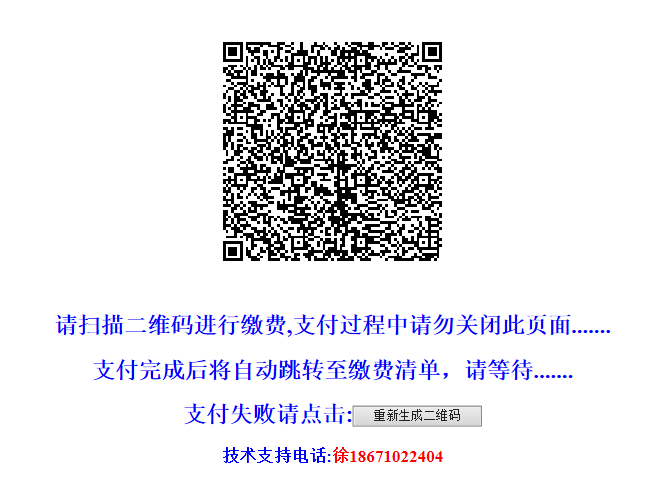 请扫描二维码进行缴费,支付过程中请勿关闭此页面.......
支付完成后将自动跳转至缴费清单，请等待.......
支付失败请点击:重新生成二维码
技术支持电话:徐18671022404